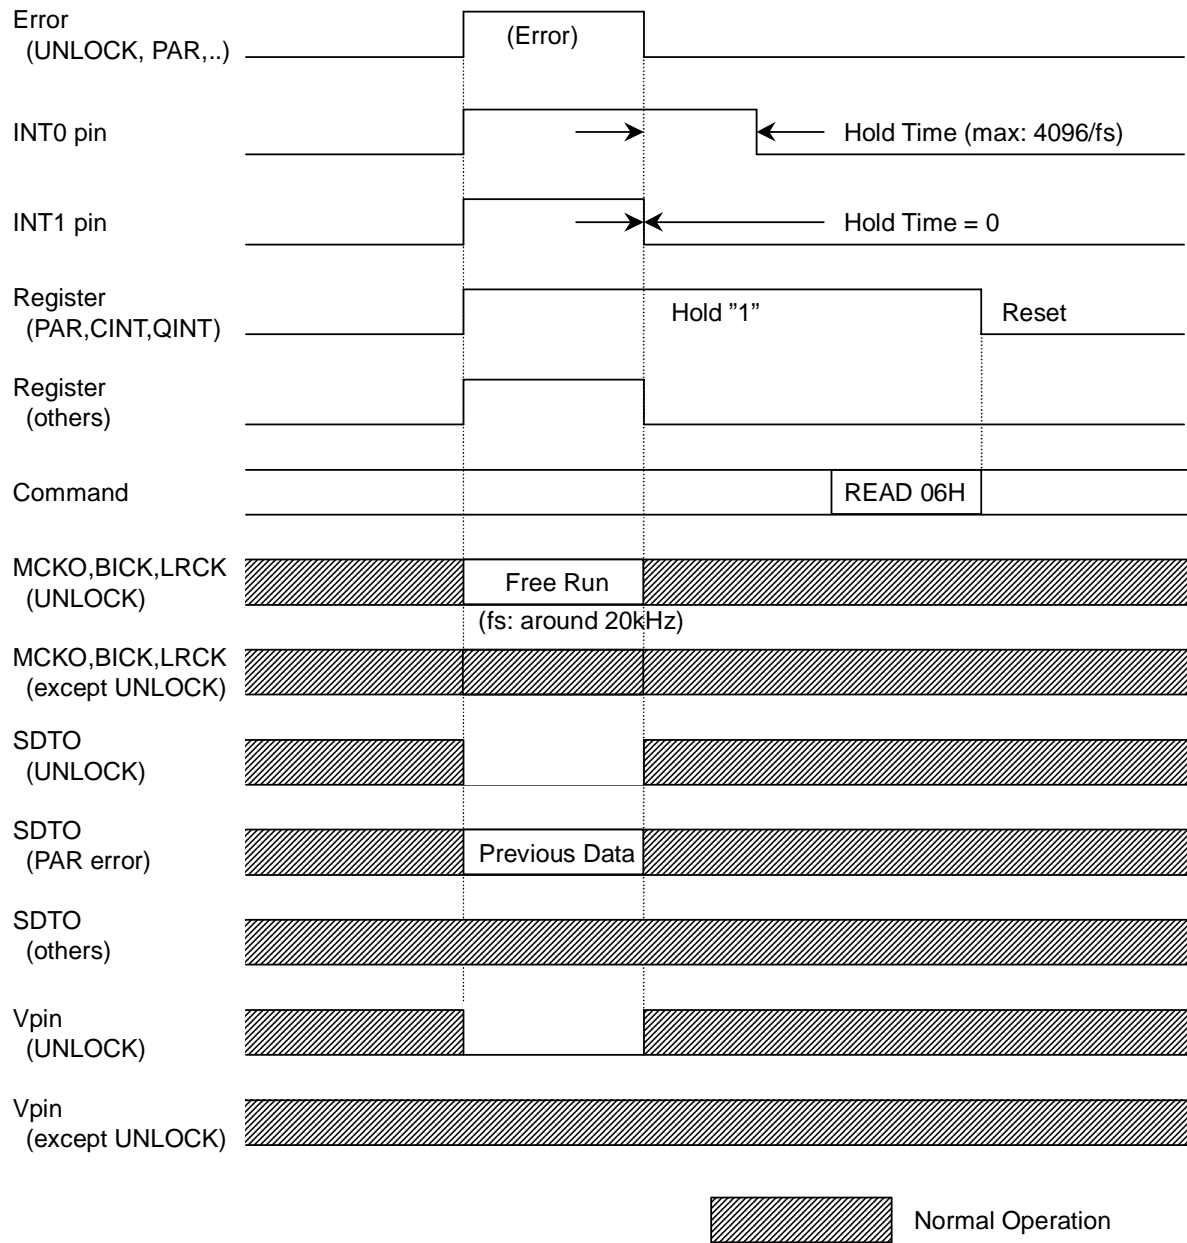 Error
(UNLOCK, PAR,..)
(Error)
INT0 pin
Hold Time (max: 4096/fs)
INT1 pin
Hold Time = 0
Register
(PAR,CINT,QINT)
Hold ”1”
Reset
Register
(others)
Command
READ 06H
MCKO,BICK,LRCK
(UNLOCK)
Free Run
(fs: around 20kHz)
MCKO,BICK,LRCK
(except UNLOCK)
SDTO
(UNLOCK)
SDTO
(PAR error)
Previous Data
SDTO
(others)
Vpin
(UNLOCK)
Vpin
(except UNLOCK)
Normal Operation